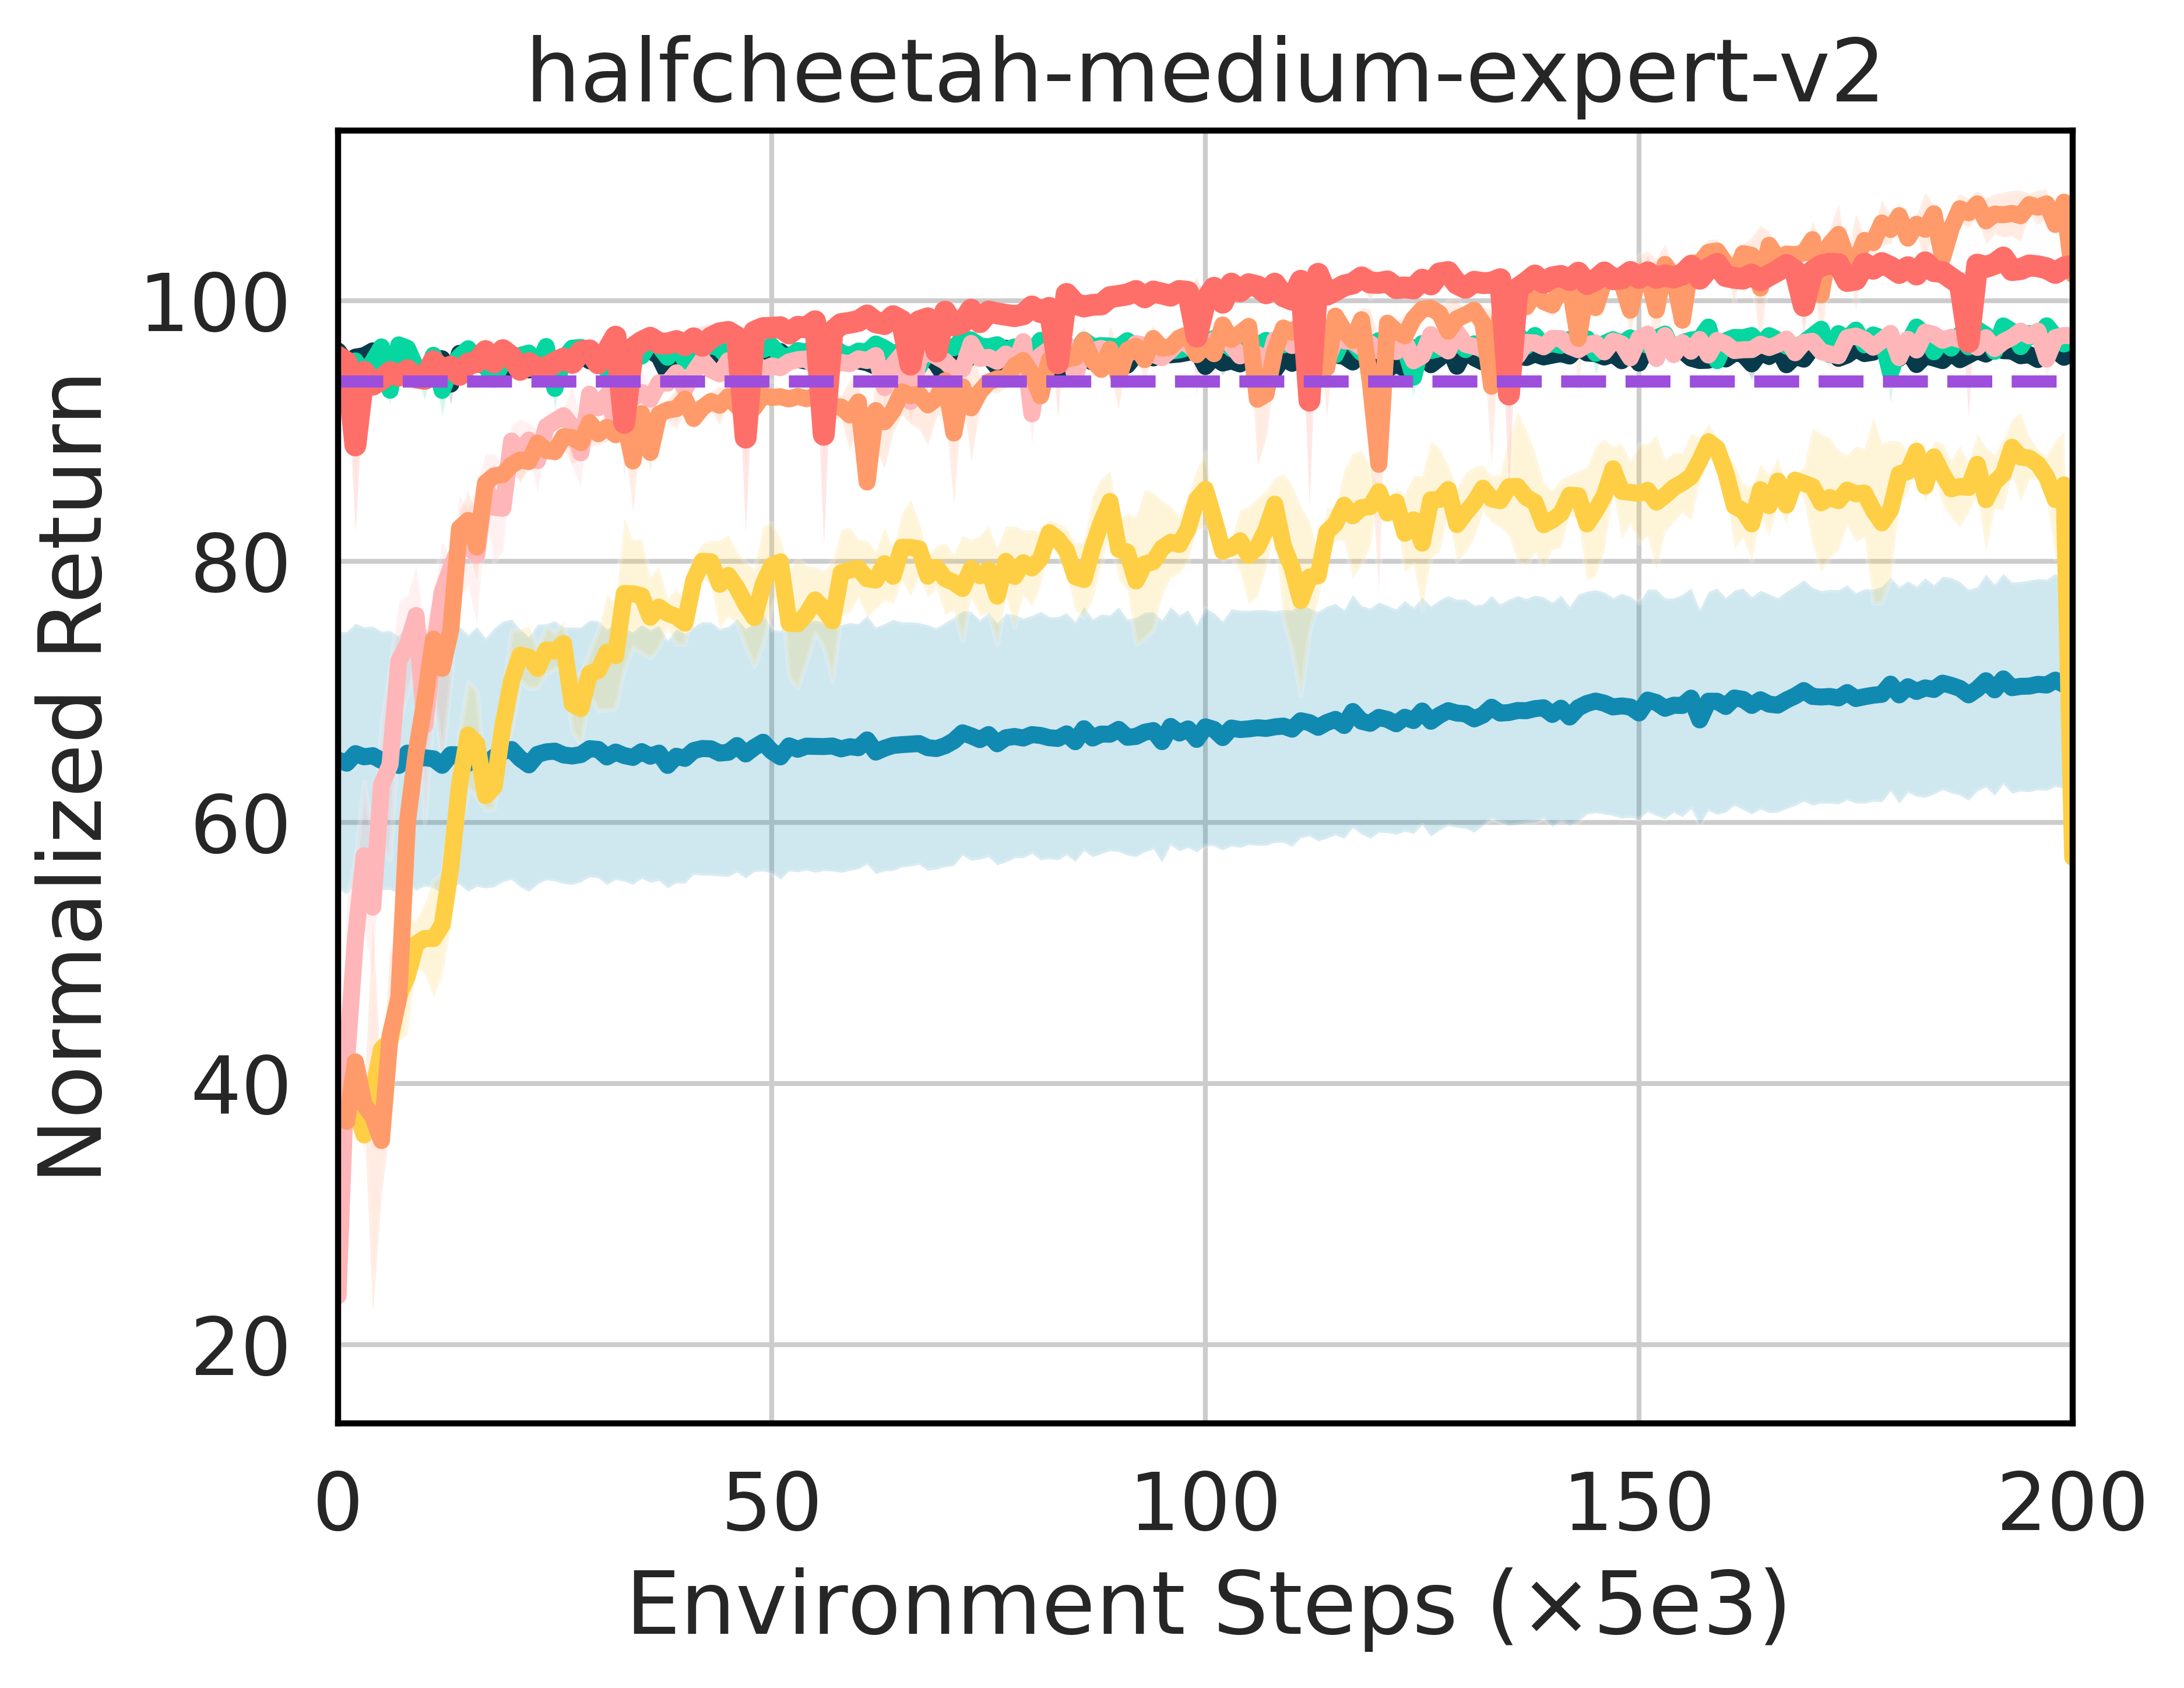 halfcheetah-medium-expert-v2
Normalized Return
100
80
60
40
20
0 50 100 150 200
Environment Steps (×5e3)